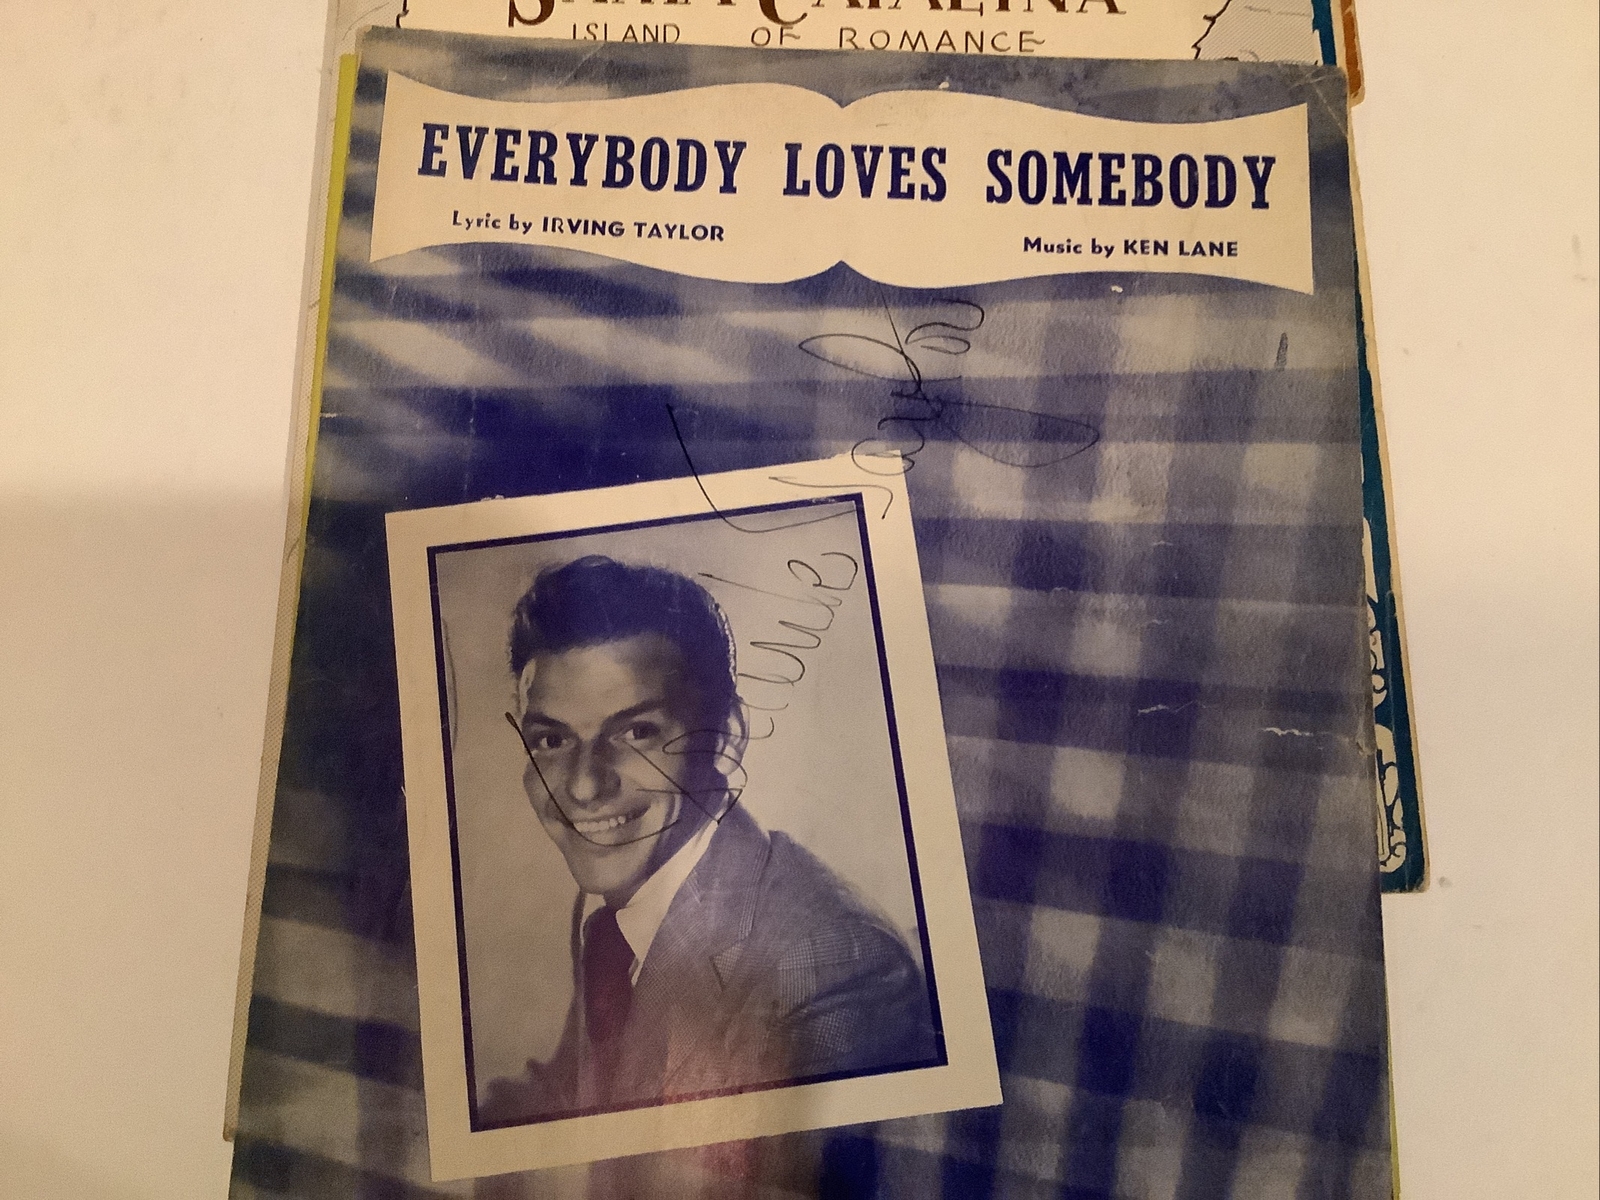 ISLAND OF ROMANCE
EVERYBODY LOVES SOMEBODY
Lyric by IRVING TAYLOR
Music by KEN LANE